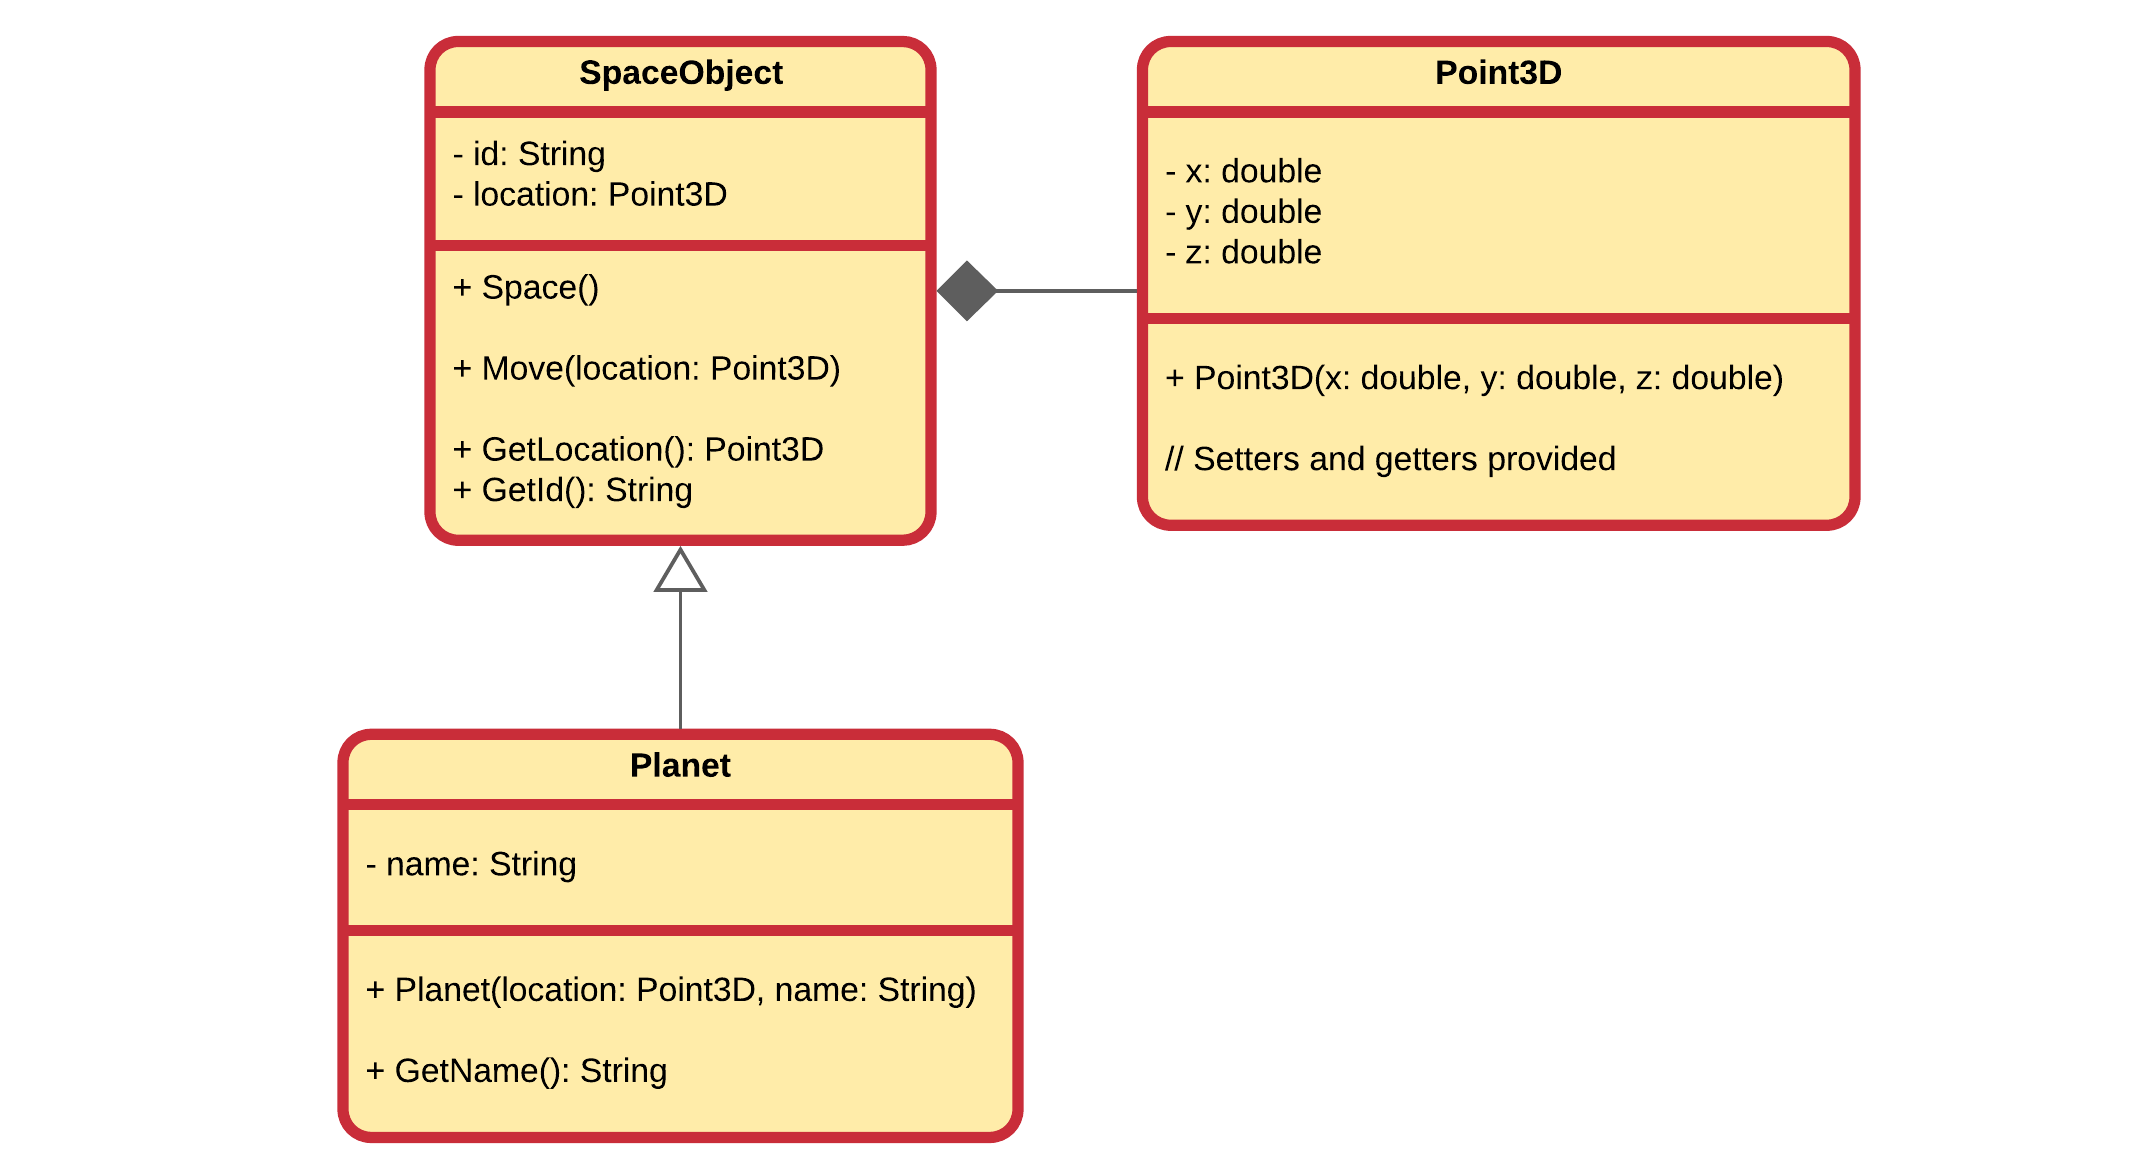 SpaceObject
- id: String
- location: Point3D
+ Space()
+ Move(location: Point3D)
+ GetLocation(): Point3D
+ GetId(): String
Point3D
- x: double
- y: double
- z: double
+ Point3D(x: double, y: double, z: double)
// Setters and getters provided
Planet
- name: String
+ Planet(location: Point3D, name: String)
+ GetName(): String